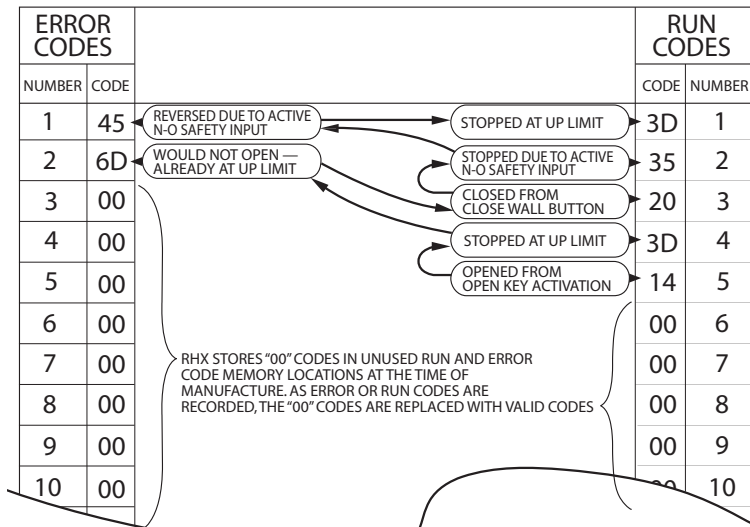 ERROR
CODES
NUMBER CODE
1 45
2 6D
3 00
4 00
5 00
6 00
7 00
8 00
9 00
10 00
REVERSED DUE TO ACTIVE
N-O SAFETY INPUT
WOULD NOT OPEN —
ALREADY AT UP LIMIT
STOPPED AT UP LIMIT
STOPPED DUE TO ACTIVE
N-O SAFETY INPUT
CLOSED FROM
CLOSE WALL BUTTON
STOPPED AT UP LIMIT
OPENED FROM
OPEN KEY ACTIVATION
RHX STORES “00” CODES IN UNUSED RUN AND ERROR
CODE MEMORY LOCATIONS AT THE TIME OF
MANUFACTURE. AS ERROR OR RUN CODES ARE
RECORDED, THE “00” CODES ARE REPLACED WITH VALID CODES
RUN
CODES
CODE NUMBER
3D 1
35 2
20 3
3D 4
14 5
00 6
00 7
00 8
00 9
00 10